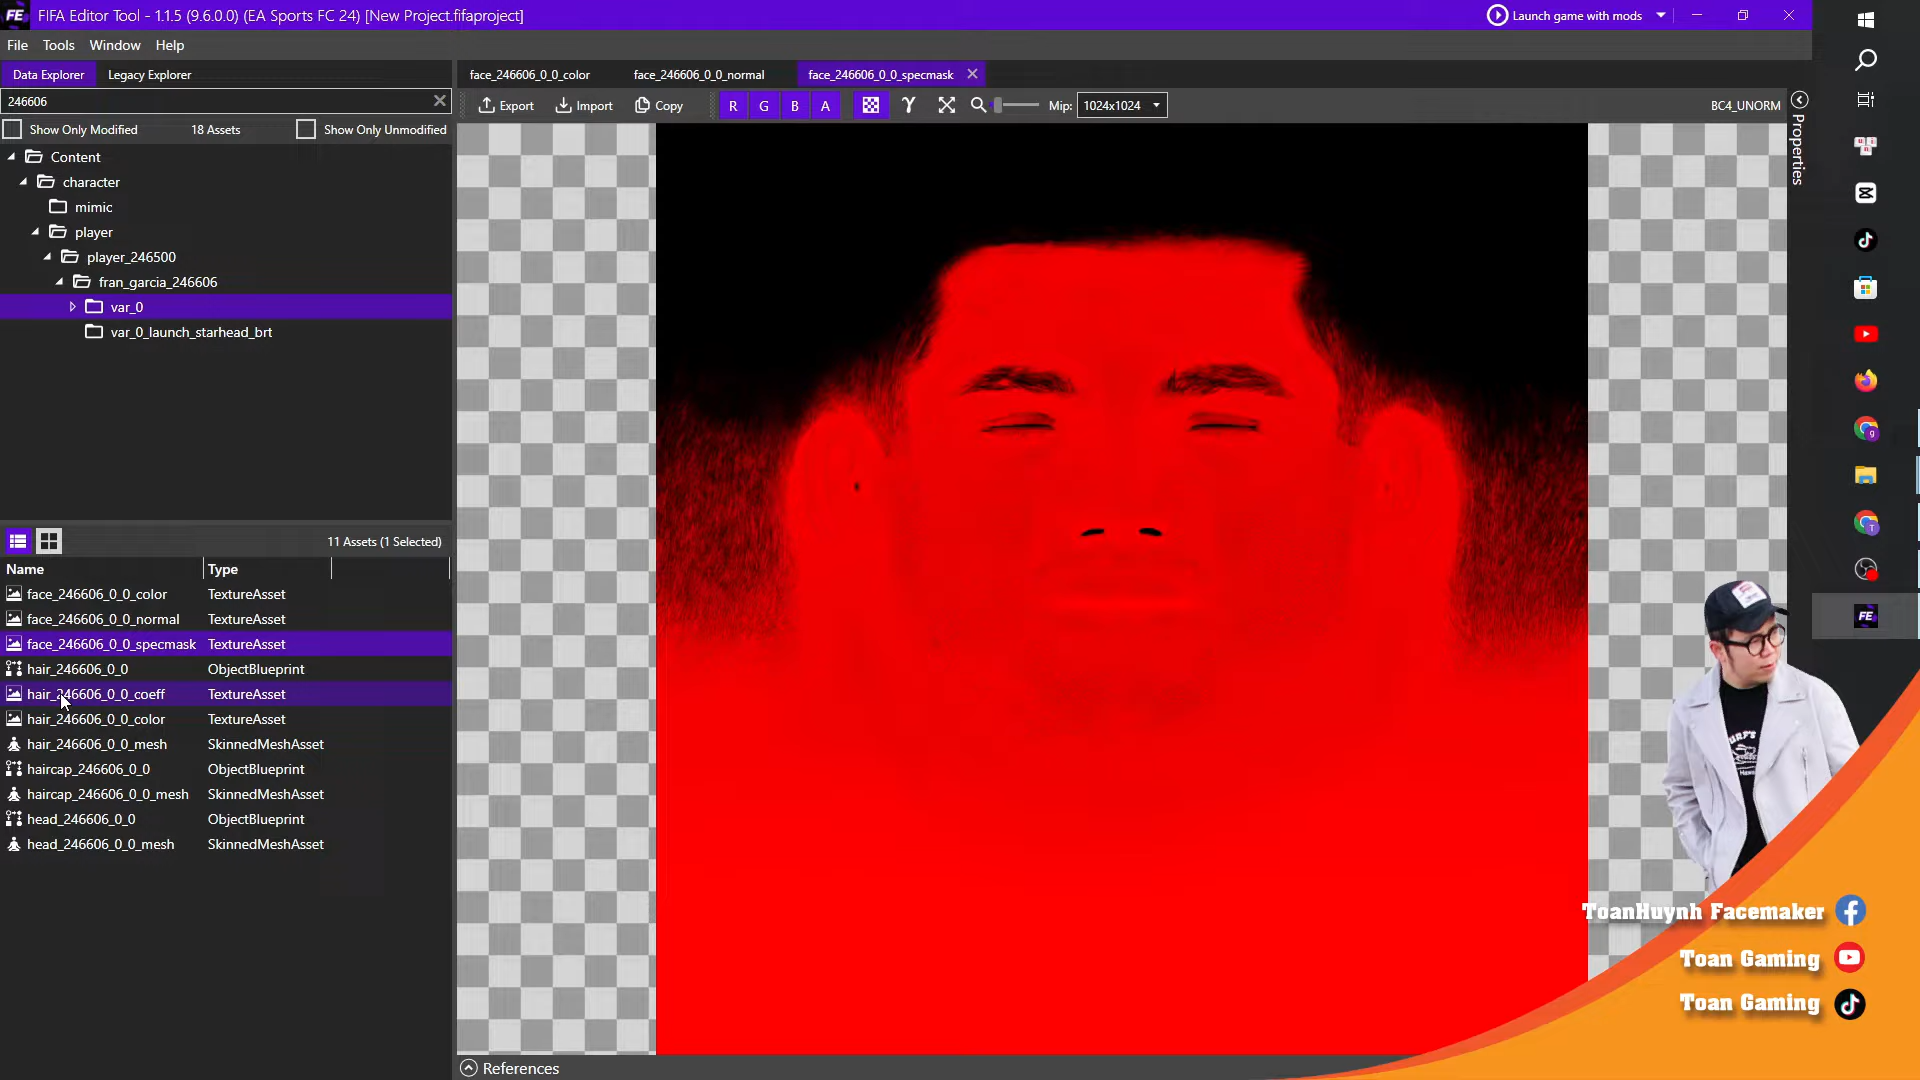 FE FIFA Editor Tool - 1.1.5 (9.6.0.0) (EA Sports FC 24) [New Project.fifaproject]
Launch game with mods
File Tools Window Help
Data Explorer Legacy Explorer
face_246606_0_0_color face_246606_0_0_normal face_246606_0_0_specmask
246606
Export Import Copy R G B A γ Mip: 1024x1024 BC4_UNORM
Properties
Show Only Modified 18 Assets Show Only Unmodified
Content
character
mimic
player
player_246500
fran_garcia_246606
var_0
var_0_launch_starhead_brt
11 Assets (1 Selected)
Name Type
face_246606_0_0_color TextureAsset
face_246606_0_0_normal TextureAsset
face_246606_0_0_specmask TextureAsset
hair_246606_0_0 ObjectBlueprint
hair_246606_0_0_coeff TextureAsset
hair_246606_0_0_color TextureAsset
hair_246606_0_0_mesh SkinnedMeshAsset
haircap_246606_0_0 ObjectBlueprint
haircap_246606_0_0_mesh SkinnedMeshAsset
head_246606_0_0 ObjectBlueprint
head_246606_0_0_mesh SkinnedMeshAsset
References
FE
ToanHuynh Facemaker
Toan Gaming
Toan Gaming